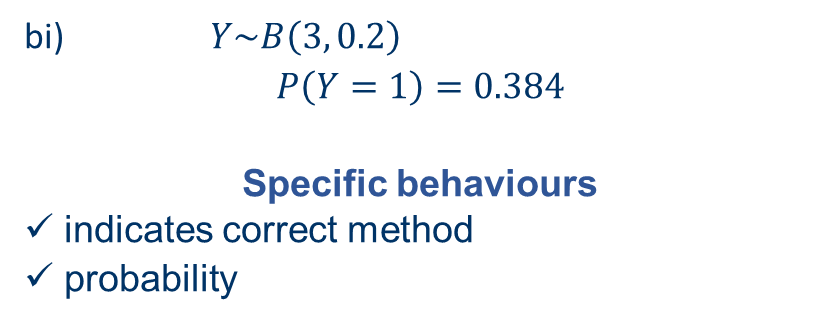 bi) Y~B(3, 0.2)
P(Y = 1) = 0.384
Specific behaviours
✓ indicates correct method
✓ probability